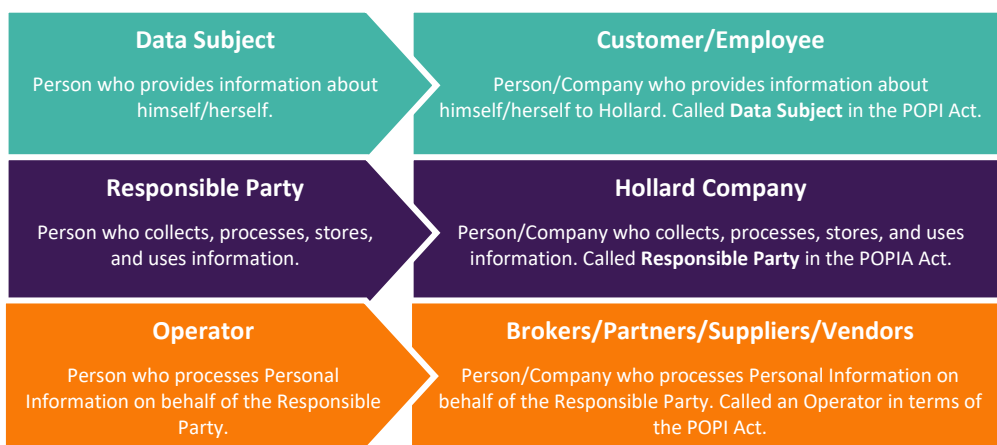 Data Subject
Person who provides information about
himself/herself.
Customer/Employee
Person/Company who provides information about
himself/herself to Hollard. Called Data Subject in the POPI Act.
Responsible Party
Person who collects, processes, stores,
and uses information.
Hollard Company
Person/Company who collects, processes, stores, and uses
information. Called Responsible Party in the POPIA Act.
Operator
Person who processes Personal
Information on behalf of the Responsible
Party.
Brokers/Partners/Suppliers/Vendors
Person/Company who processes Personal Information on
behalf of the Responsible Party. Called an Operator in terms of
the POPI Act.